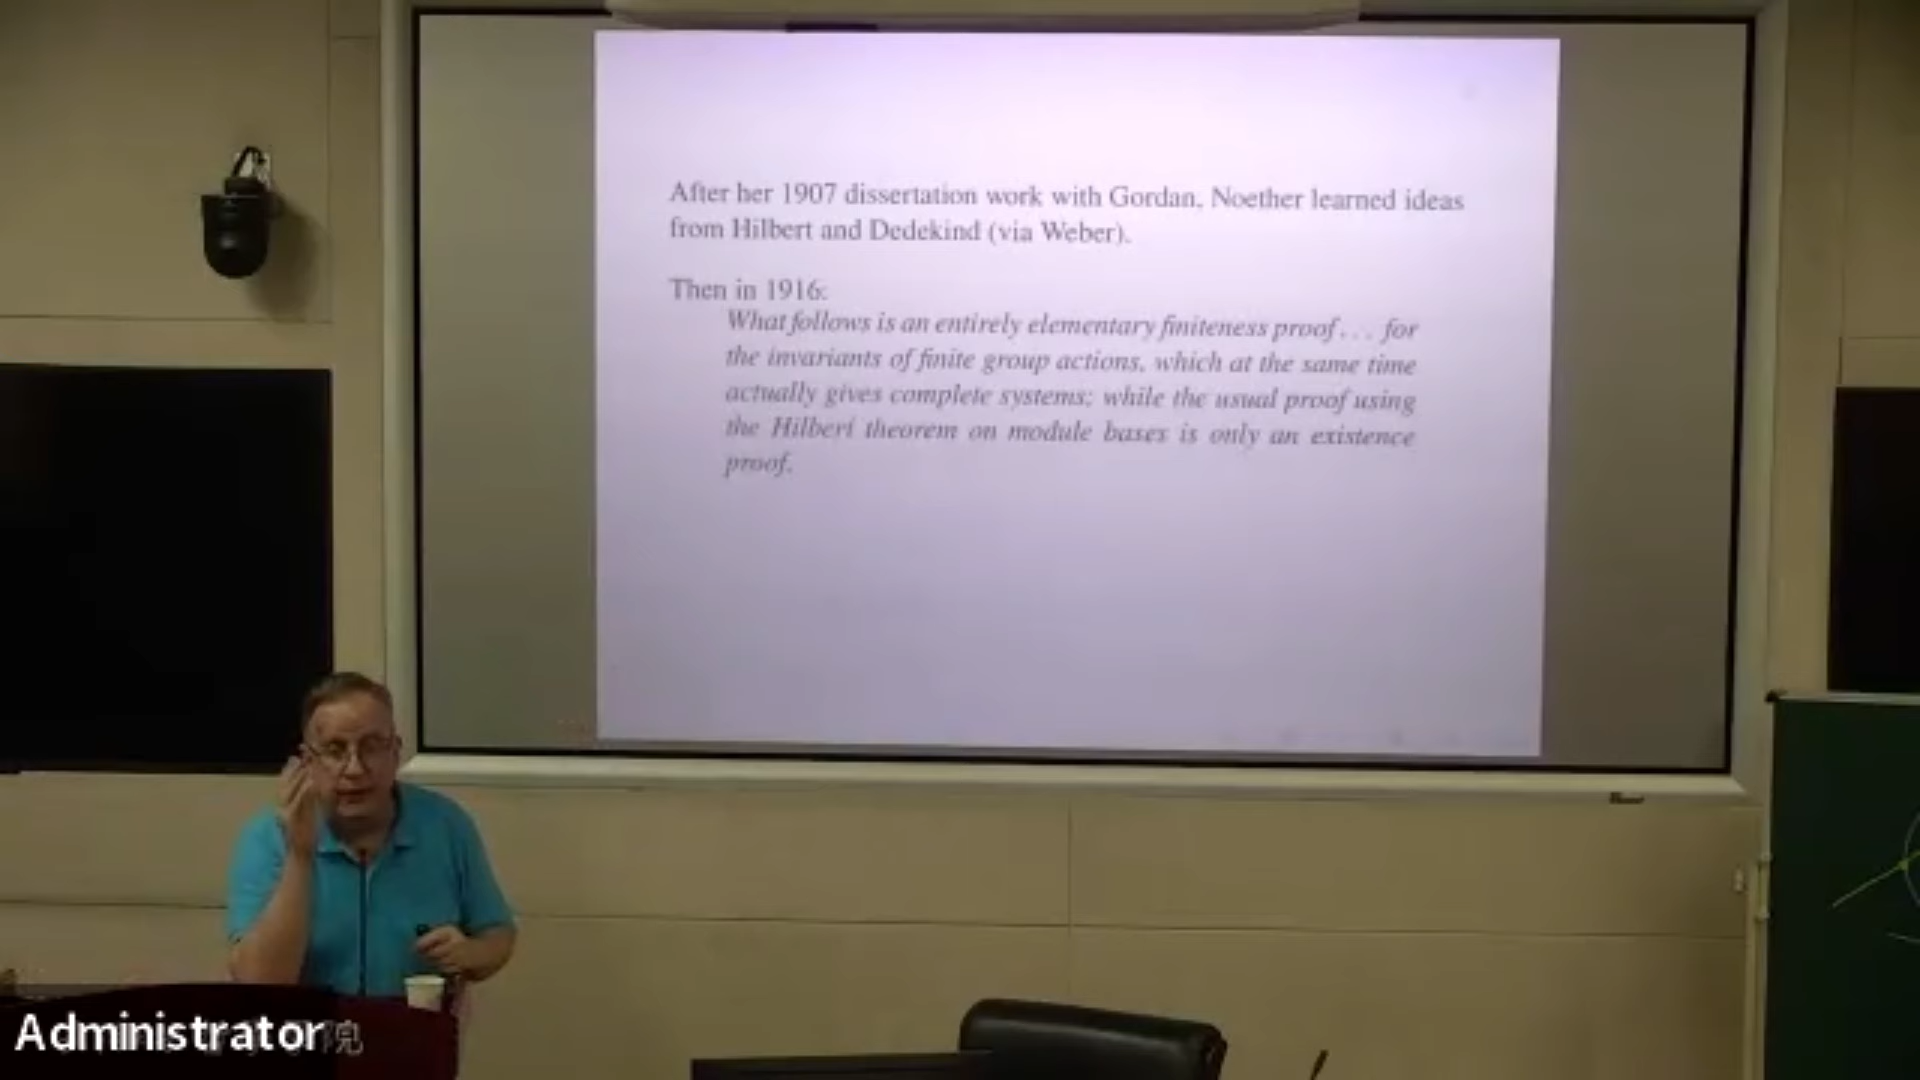 After her 1907 dissertation work with Gordan, Noether learned ideas
from Hilbert and Dedekind (via Weber).
Then in 1916:
What follows is an entirely elementary finiteness proof... for
the invariants of finite group actions, which at the same time
actually gives complete systems; while the usual proof using
the Hilbert theorem on module bases is only an existence
proof.
Administrator
院